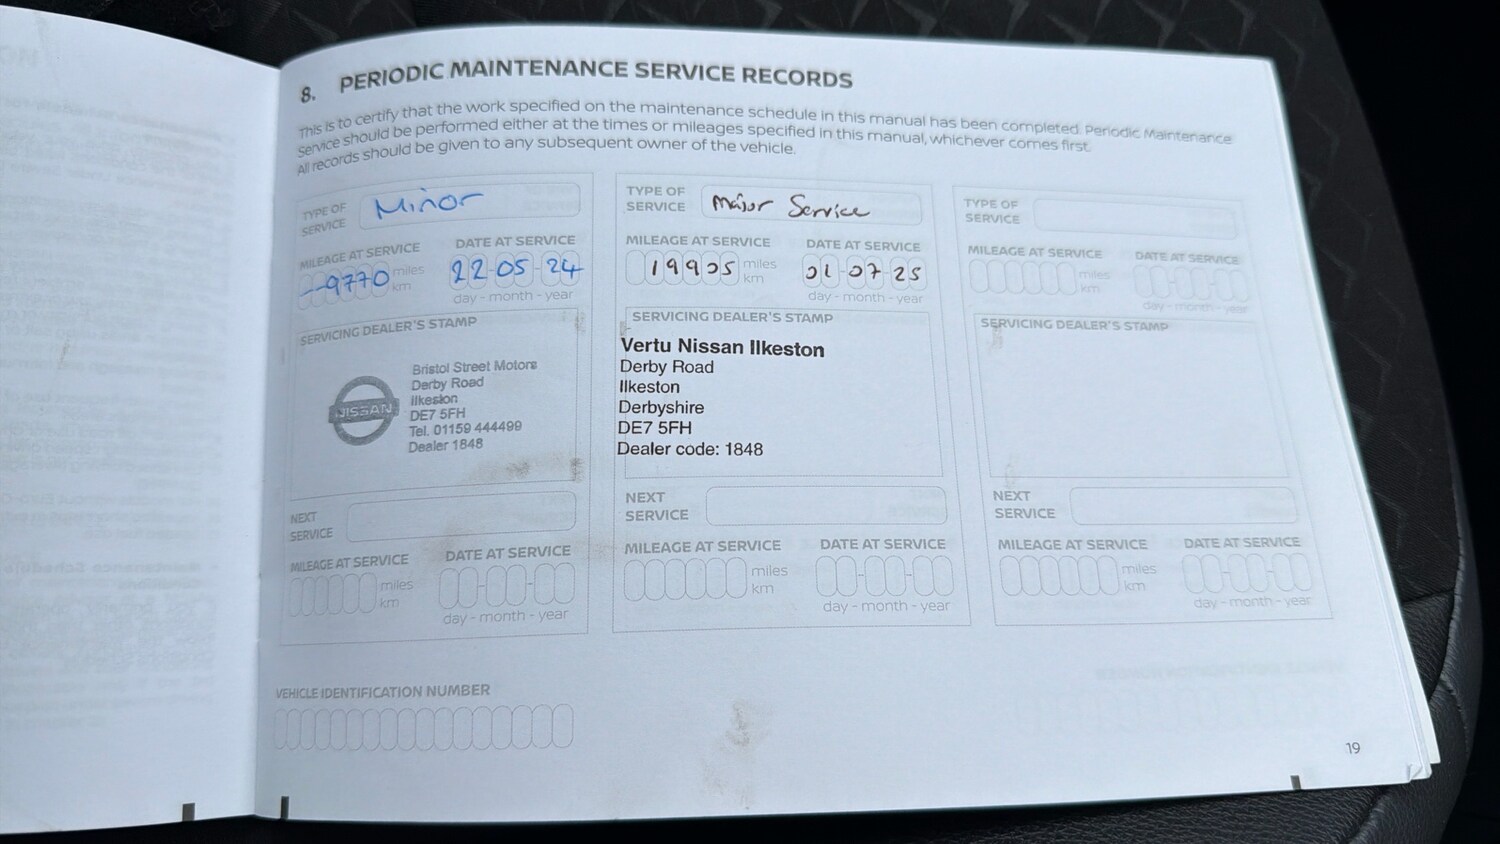 8. PERIODIC MAINTENANCE SERVICE RECORDS
This is to certify that the work specified on the maintenance schedule in this manual has been completed. Periodic Maintenance
Service should be performed either at the times or mileages specified in this manual, whichever comes first.
All records should be given to any subsequent owner of the vehicle.
TYPE OF
SERVICE
Minor
MILEAGE AT SERVICE
--9770 miles
km
DATE AT SERVICE
22-05-24
day - month - year
SERVICING DEALER'S STAMP
NISSAN
Bristol Street Motors
Derby Road
Ilkeston
DE7 5FH
Tel. 01159 444499
Dealer 1848
NEXT
SERVICE
MILEAGE AT SERVICE
miles
km
DATE AT SERVICE
day - month - year
TYPE OF
SERVICE
Major Service
MILEAGE AT SERVICE
19905 miles
km
DATE AT SERVICE
01-07-25
day - month - year
SERVICING DEALER'S STAMP
Vertu Nissan Ilkeston
Derby Road
Ilkeston
Derbyshire
DE7 5FH
Dealer code: 1848
NEXT
SERVICE
MILEAGE AT SERVICE
miles
km
DATE AT SERVICE
day - month - year
TYPE OF
SERVICE
MILEAGE AT SERVICE
miles
km
DATE AT SERVICE
day - month - year
SERVICING DEALER'S STAMP
NEXT
SERVICE
MILEAGE AT SERVICE
miles
km
DATE AT SERVICE
day - month - year
VEHICLE IDENTIFICATION NUMBER
19